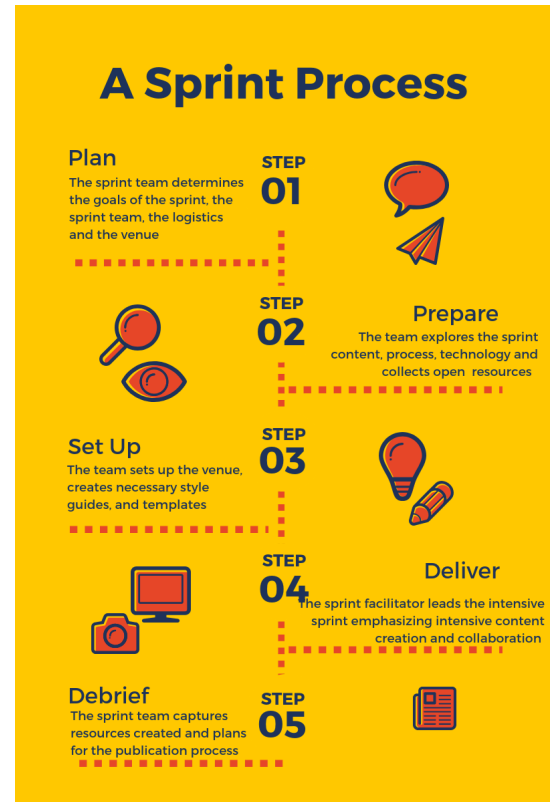 A Sprint Process
Plan
The sprint team determines
the goals of the sprint, the
sprint team, the logistics
and the venue
STEP
01
STEP
02
Prepare
The team explores the sprint
content, process, technology and
collects open resources
Set Up
The team sets up the venue,
creates necessary style
guides, and templates
STEP
03
STEP
04
Deliver
The sprint facilitator leads the intensive
sprint emphasizing intensive content
creation and collaboration
Debrief
The sprint team captures
resources created and plans
for the publication process
STEP
05